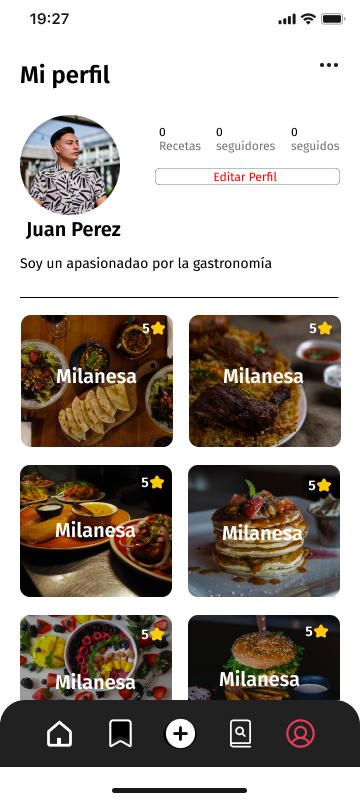 19:27
Mi perfil
0 0 0
Recetas seguidores seguidos
Editar Perfil
Juan Perez
Soy un apasionadao por la gastronomía
5 5
Milanesa Milanesa
5 5
Milanesa Milanesa
5 5
Milanesa Milanesa